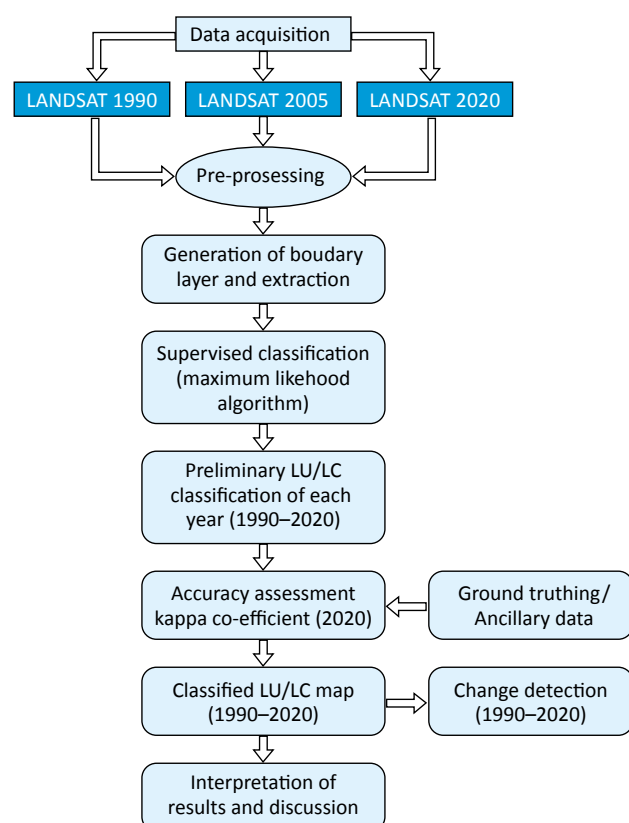 Data acquisition
LANDSAT 1990
LANDSAT 2005
LANDSAT 2020
Pre-prosessing
Generation of boudary
layer and extraction
Supervised classification
(maximum likehood
algorithm)
Preliminary LU/LC
classification of each
year (1990–2020)
Accuracy assessment
kappa co-efficient (2020)
Ground truthing/
Ancillary data
Classified LU/LC map
(1990–2020)
Change detection
(1990–2020)
Interpretation of
results and discussion